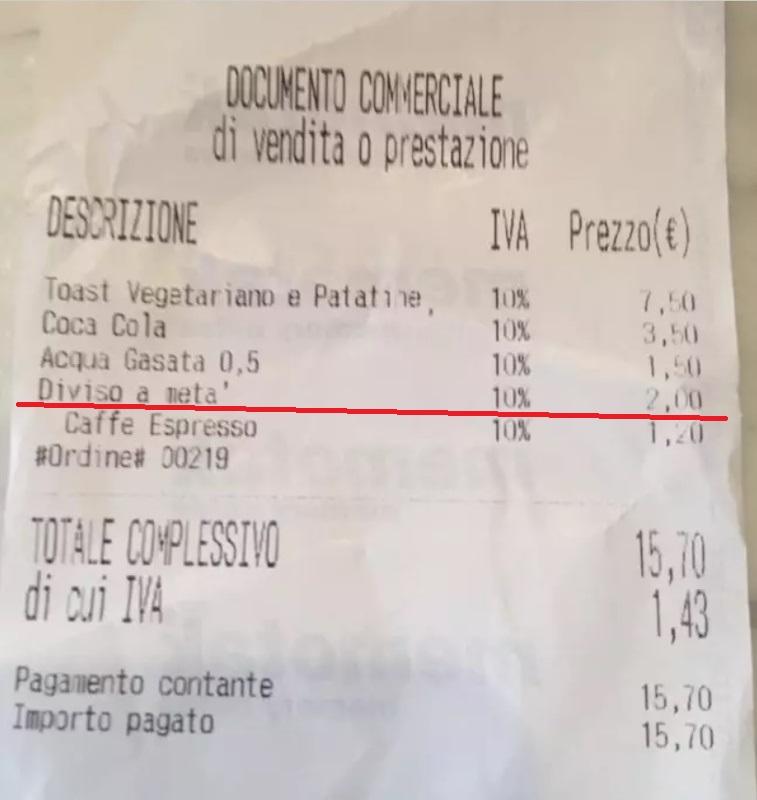 DOCUMENTO COMMERCIALE
di vendita o prestazione
DESCRIZIONE IVA Prezzo(€)
Toast Vegetariano e Patatine, 10% 7,50
Coca Cola 10% 3,50
Acqua Gasata 0,5 10% 1,50
Diviso a meta' 10% 2,00
Caffe Espresso 10% 1,20
#Ordine# 00219
TOTALE COMPLESSIVO 15,70
di cui IVA 1,43
Pagamento contante 15,70
Importo pagato 15,70